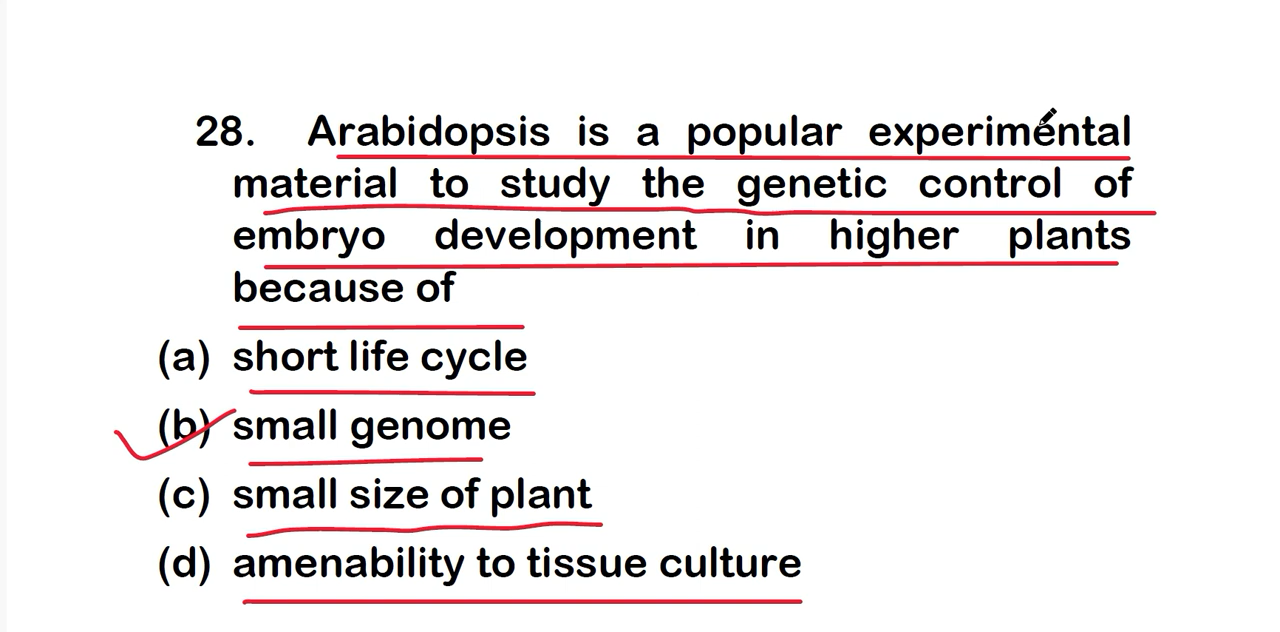 28. Arabidopsis is a popular experimental
material to study the genetic control of
embryo development in higher plants
because of
(a) short life cycle
(b) small genome
(c) small size of plant
(d) amenability to tissue culture